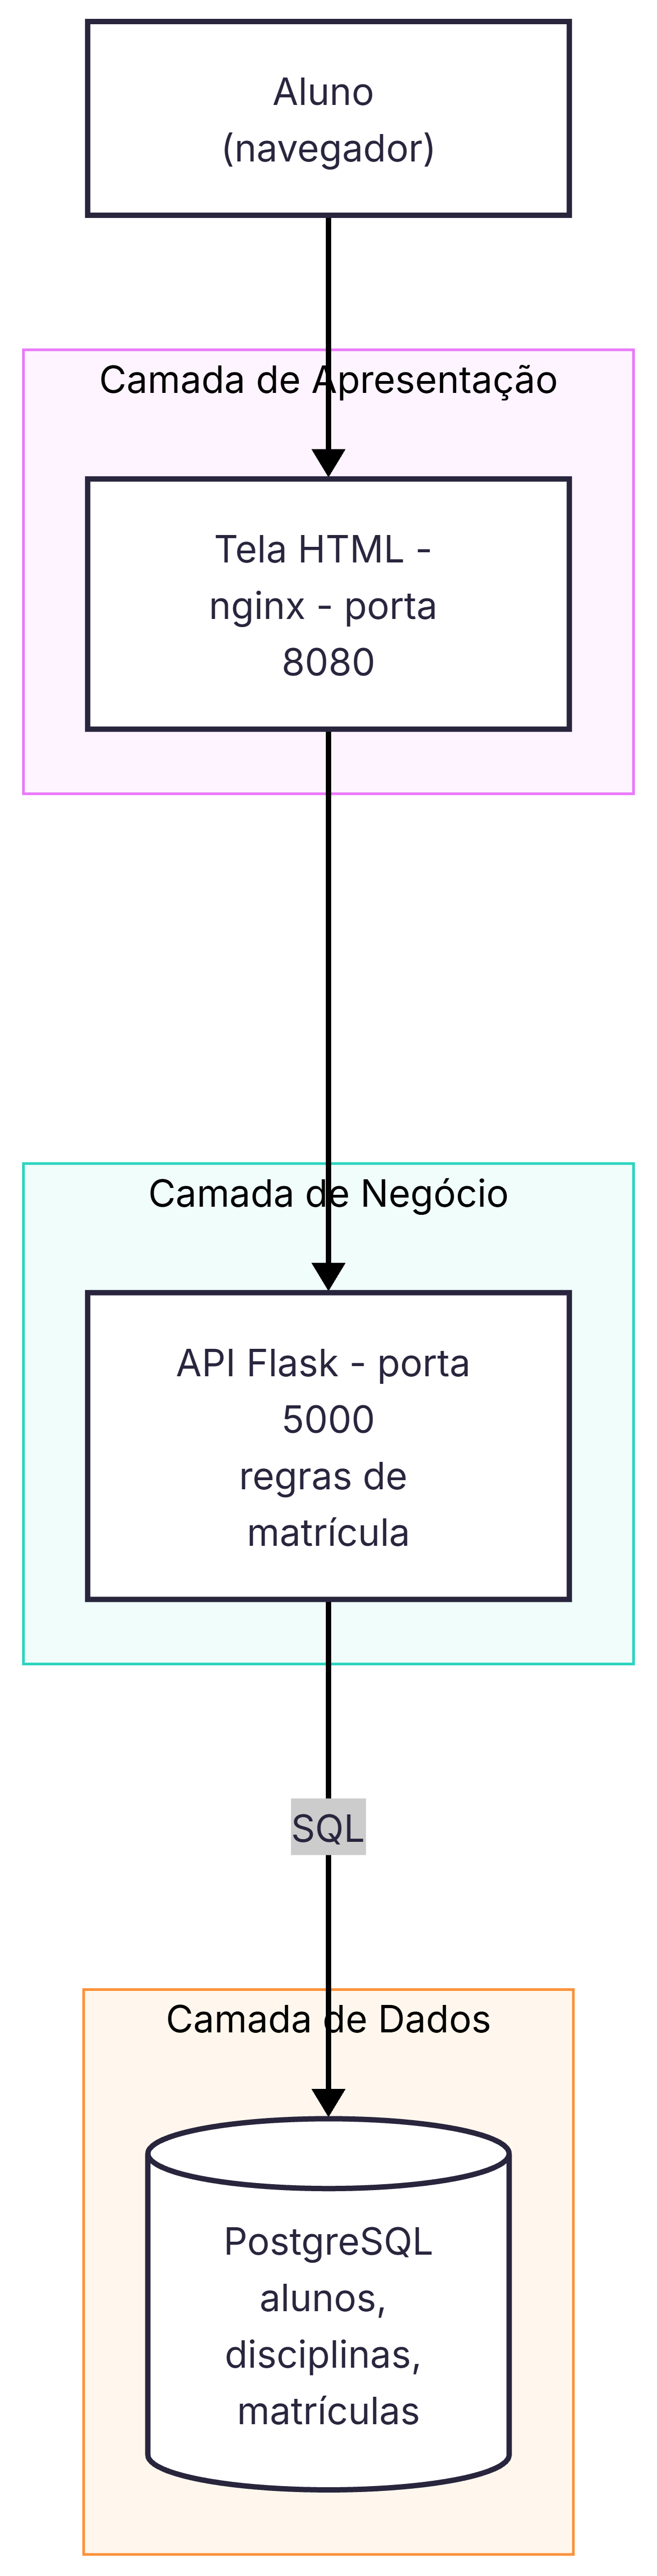 Aluno
(navegador)
Camada de Apresentação
Tela HTML -
nginx - porta
8080
Camada de Negócio
API Flask - porta
5000
regras de
matrícula
SQL
Camada de Dados
PostgreSQL
alunos,
disciplinas,
matrículas